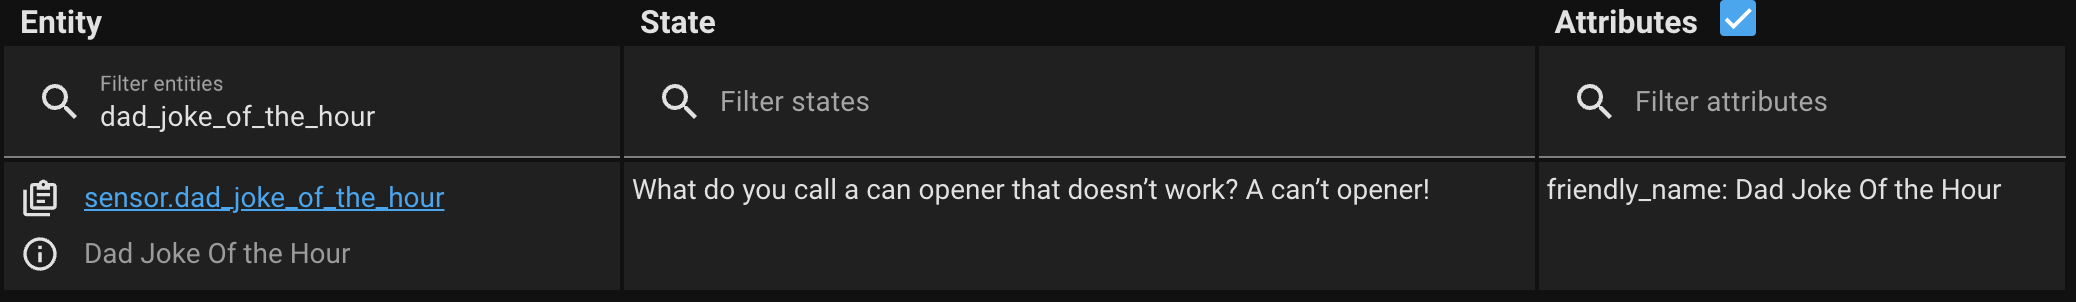 Entity
State
Attributes
Filter entities
dad_joke_of_the_hour
Filter states
Filter attributes
sensor.dad_joke_of_the_hour
Dad Joke Of the Hour
What do you call a can opener that doesn’t work? A can’t opener!
friendly_name: Dad Joke Of the Hour